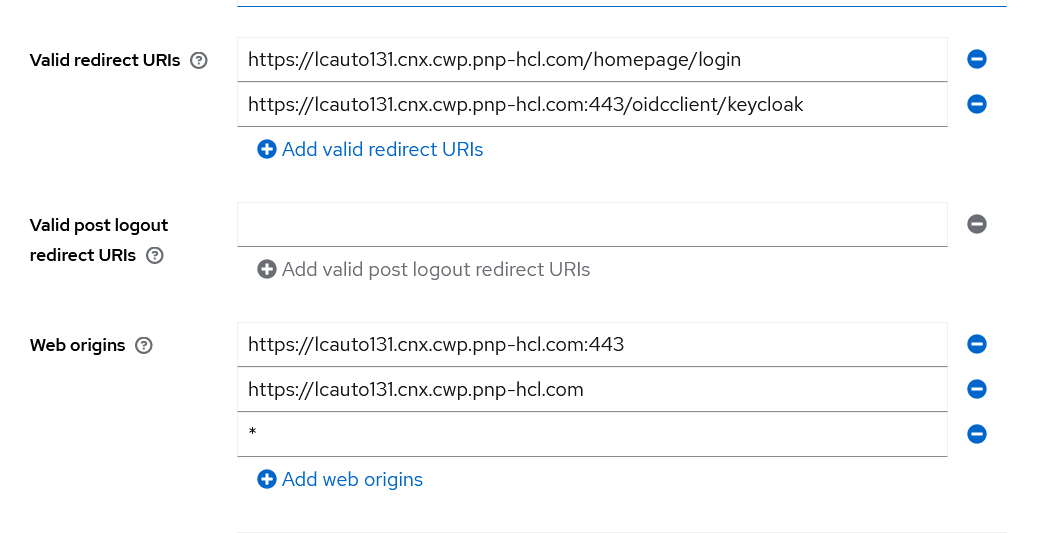 Valid redirect URIs
https://lcauto131.cnx.cwp.pnp-hcl.com/homepage/login
https://lcauto131.cnx.cwp.pnp-hcl.com:443/oidcclient/keycloak
Add valid redirect URIs
Valid post logout
redirect URIs
Add valid post logout redirect URIs
Web origins
https://lcauto131.cnx.cwp.pnp-hcl.com:443
https://lcauto131.cnx.cwp.pnp-hcl.com
*
Add web origins